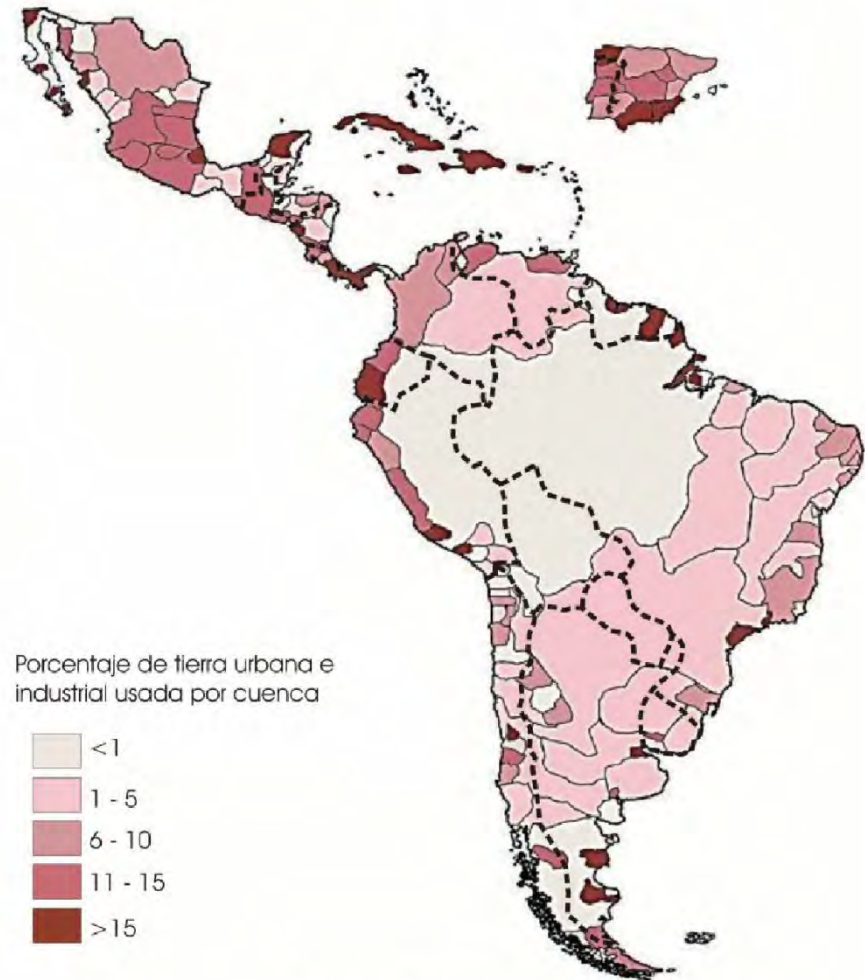 Porcentaje de tierra urbana e
industrial usada por cuenca
<1
1 - 5
6 - 10
11 - 15
>15